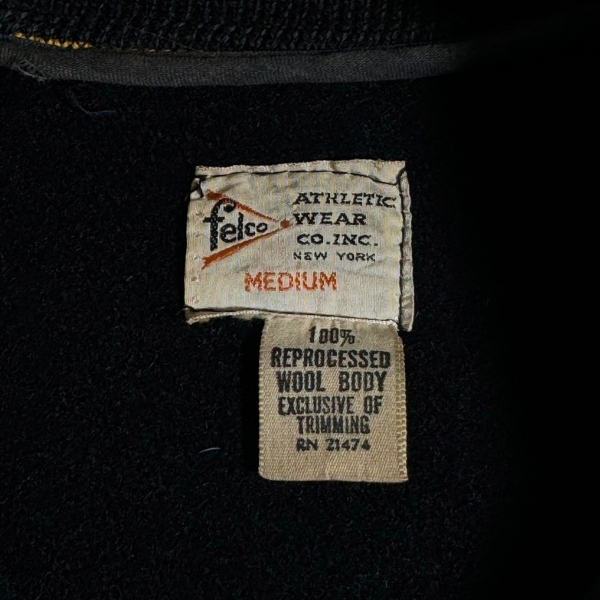 felco
ATHLETIC
WEAR
CO. INC.
NEW YORK
MEDIUM
100%
REPROCESSED
WOOL BODY
EXCLUSIVE OF
TRIMMING
RN 21474